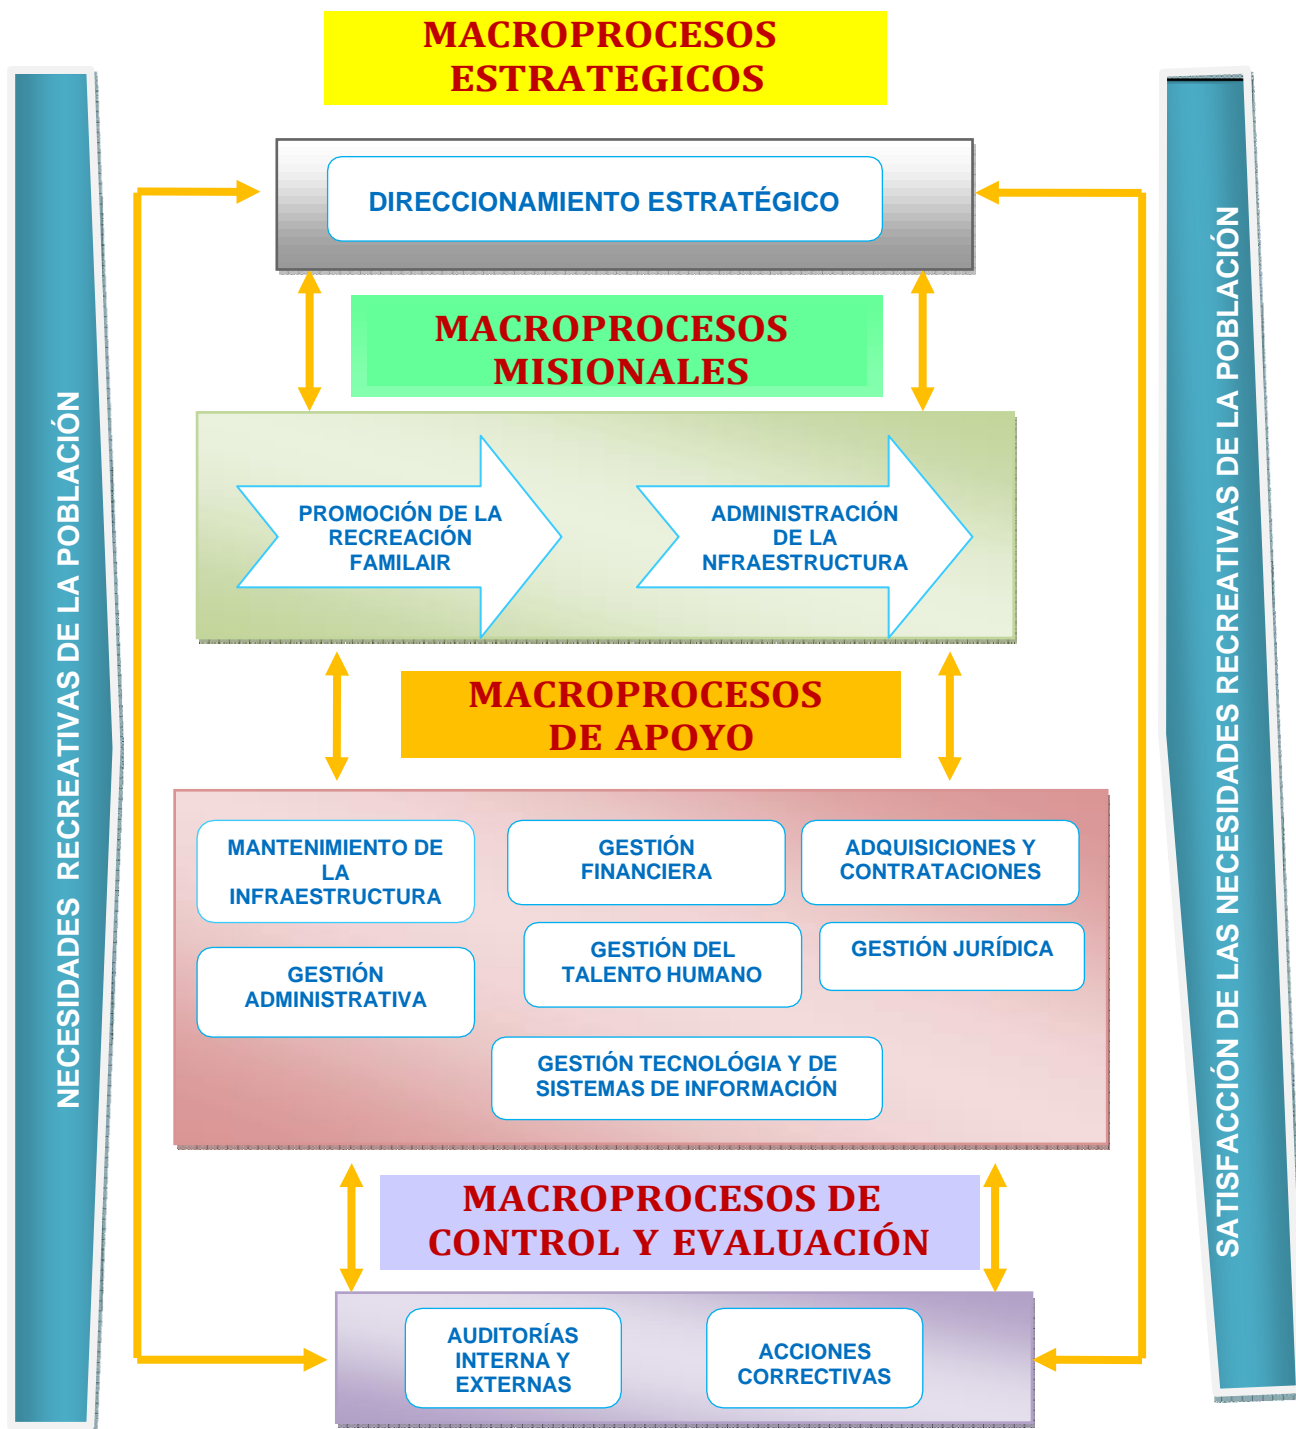 MACROPROCESOS
ESTRATEGICOS
NECESIDADES RECREATIVAS DE LA POBLACIÓN
DIRECCIONAMIENTO ESTRATÉGICO
MACROPROCESOS
MISIONALES
PROMOCIÓN DE LA
RECREACIÓN
FAMILAIR
ADMINISTRACIÓN
DE LA
NFRAESTRUCTURA
MACROPROCESOS
DE APOYO
MANTENIMIENTO DE
LA
INFRAESTRUCTURA
GESTIÓN
FINANCIERA
ADQUISICIONES Y
CONTRATACIONES
GESTIÓN
ADMINISTRATIVA
GESTIÓN DEL
TALENTO HUMANO
GESTIÓN JURÍDICA
GESTIÓN TECNOLÓGIA Y DE
SISTEMAS DE INFORMACIÓN
MACROPROCESOS DE
CONTROL Y EVALUACIÓN
AUDITORÍAS
INTERNA Y
EXTERNAS
ACCIONES
CORRECTIVAS
SATISFACCIÓN DE LAS NECESIDADES RECREATIVAS DE LA POBLACIÓN